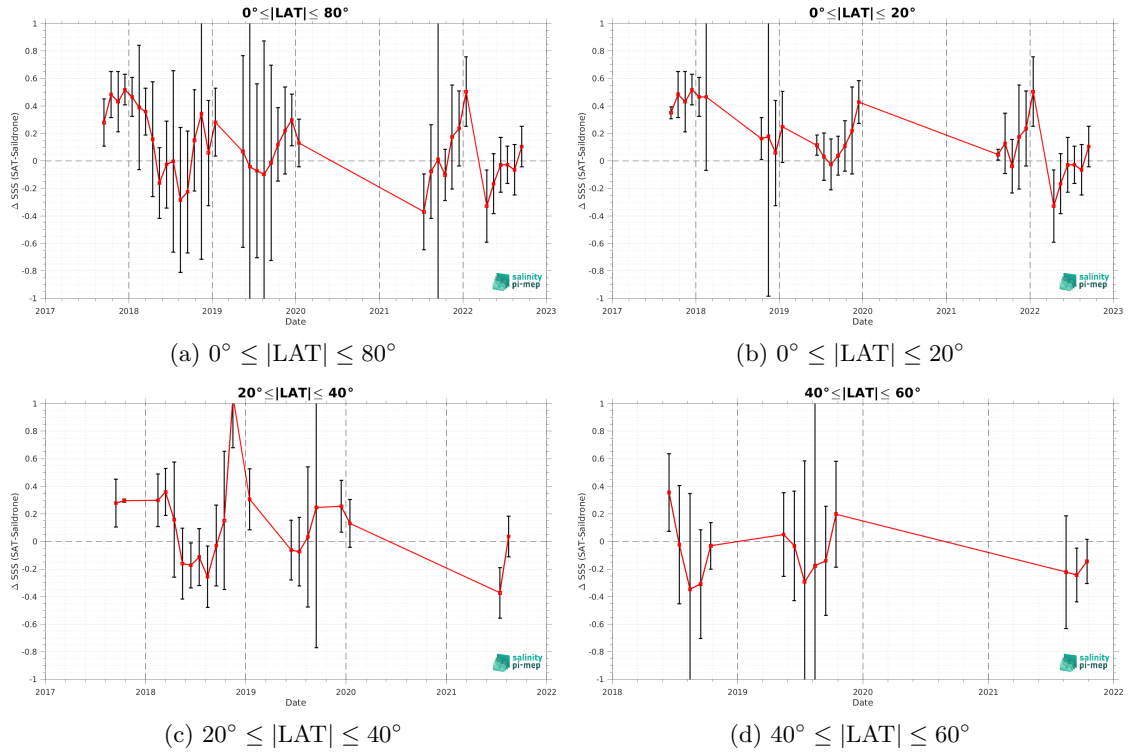 0°≤|LAT|≤ 80°
Δ SSS (SAT-Saildrone)
1
0.8
0.6
0.4
0.2
0
-0.2
-0.4
-0.6
-0.8
-1
2017 2018 2019 2020 2021 2022 2023
Date
salinity
pi-mep
(a) 0° ≤ |LAT| ≤ 80°
0°≤|LAT|≤ 20°
Δ SSS (SAT-Saildrone)
1
0.8
0.6
0.4
0.2
0
-0.2
-0.4
-0.6
-0.8
-1
2017 2018 2019 2020 2021 2022 2023
Date
salinity
pi-mep
(b) 0° ≤ |LAT| ≤ 20°
20°≤|LAT|≤ 40°
Δ SSS (SAT-Saildrone)
1
0.8
0.6
0.4
0.2
0
-0.2
-0.4
-0.6
-0.8
-1
2017 2018 2019 2020 2021 2022
Date
salinity
pi-mep
(c) 20° ≤ |LAT| ≤ 40°
40°≤|LAT|≤ 60°
Δ SSS (SAT-Saildrone)
1
0.8
0.6
0.4
0.2
0
-0.2
-0.4
-0.6
-0.8
-1
2018 2019 2020 2021 2022
Date
salinity
pi-mep
(d) 40° ≤ |LAT| ≤ 60°